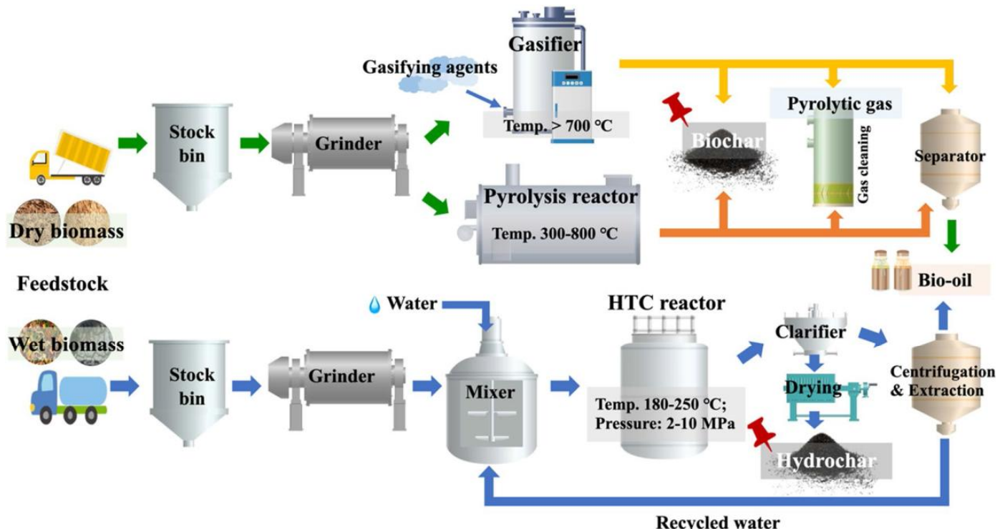 Gasifier
Gasifying agents
Temp. > 700 °C
Stock
bin
Grinder
Pyrolysis reactor
Temp. 300-800 °C
Biochar
Pyrolytic gas
Gas cleaning
Separator
Dry biomass
Feedstock
Bio-oil
Wet biomass
Stock
bin
Grinder
Water
Mixer
HTC reactor
Temp. 180-250 °C;
Pressure: 2-10 MPa
Clarifier
Drying
Hydrochar
Centrifugation
& Extraction
Recycled water